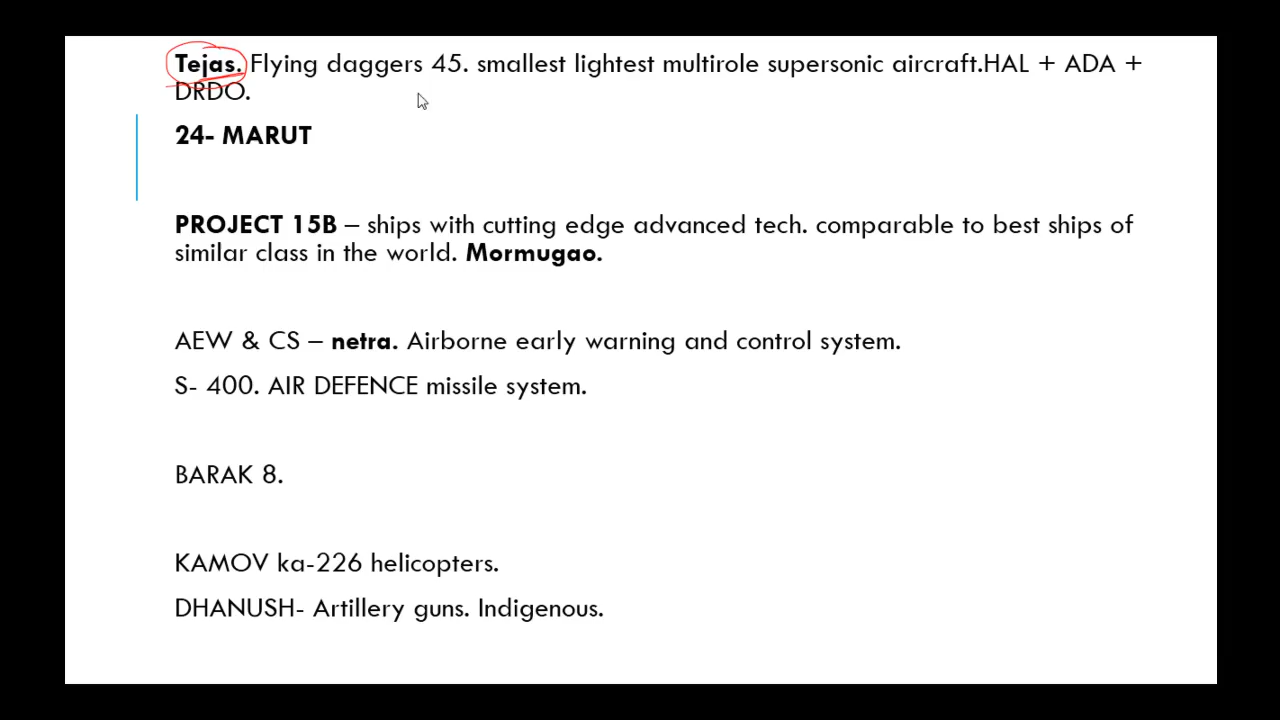 Tejas. Flying daggers 45. smallest lightest multirole supersonic aircraft.HAL + ADA +
DRDO.
24- MARUT
PROJECT 15B – ships with cutting edge advanced tech. comparable to best ships of
similar class in the world. Mormugao.
AEW & CS – netra. Airborne early warning and control system.
S- 400. AIR DEFENCE missile system.
BARAK 8.
KAMOV ka-226 helicopters.
DHANUSH- Artillery guns. Indigenous.